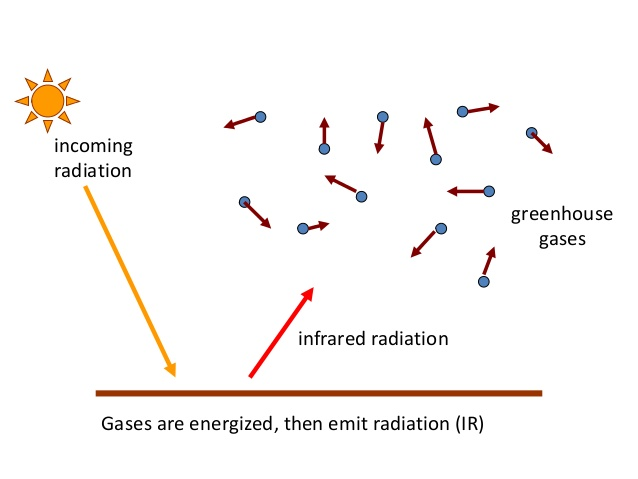 incoming
radiation
greenhouse
gases
infrared radiation
Gases are energized, then emit radiation (IR)